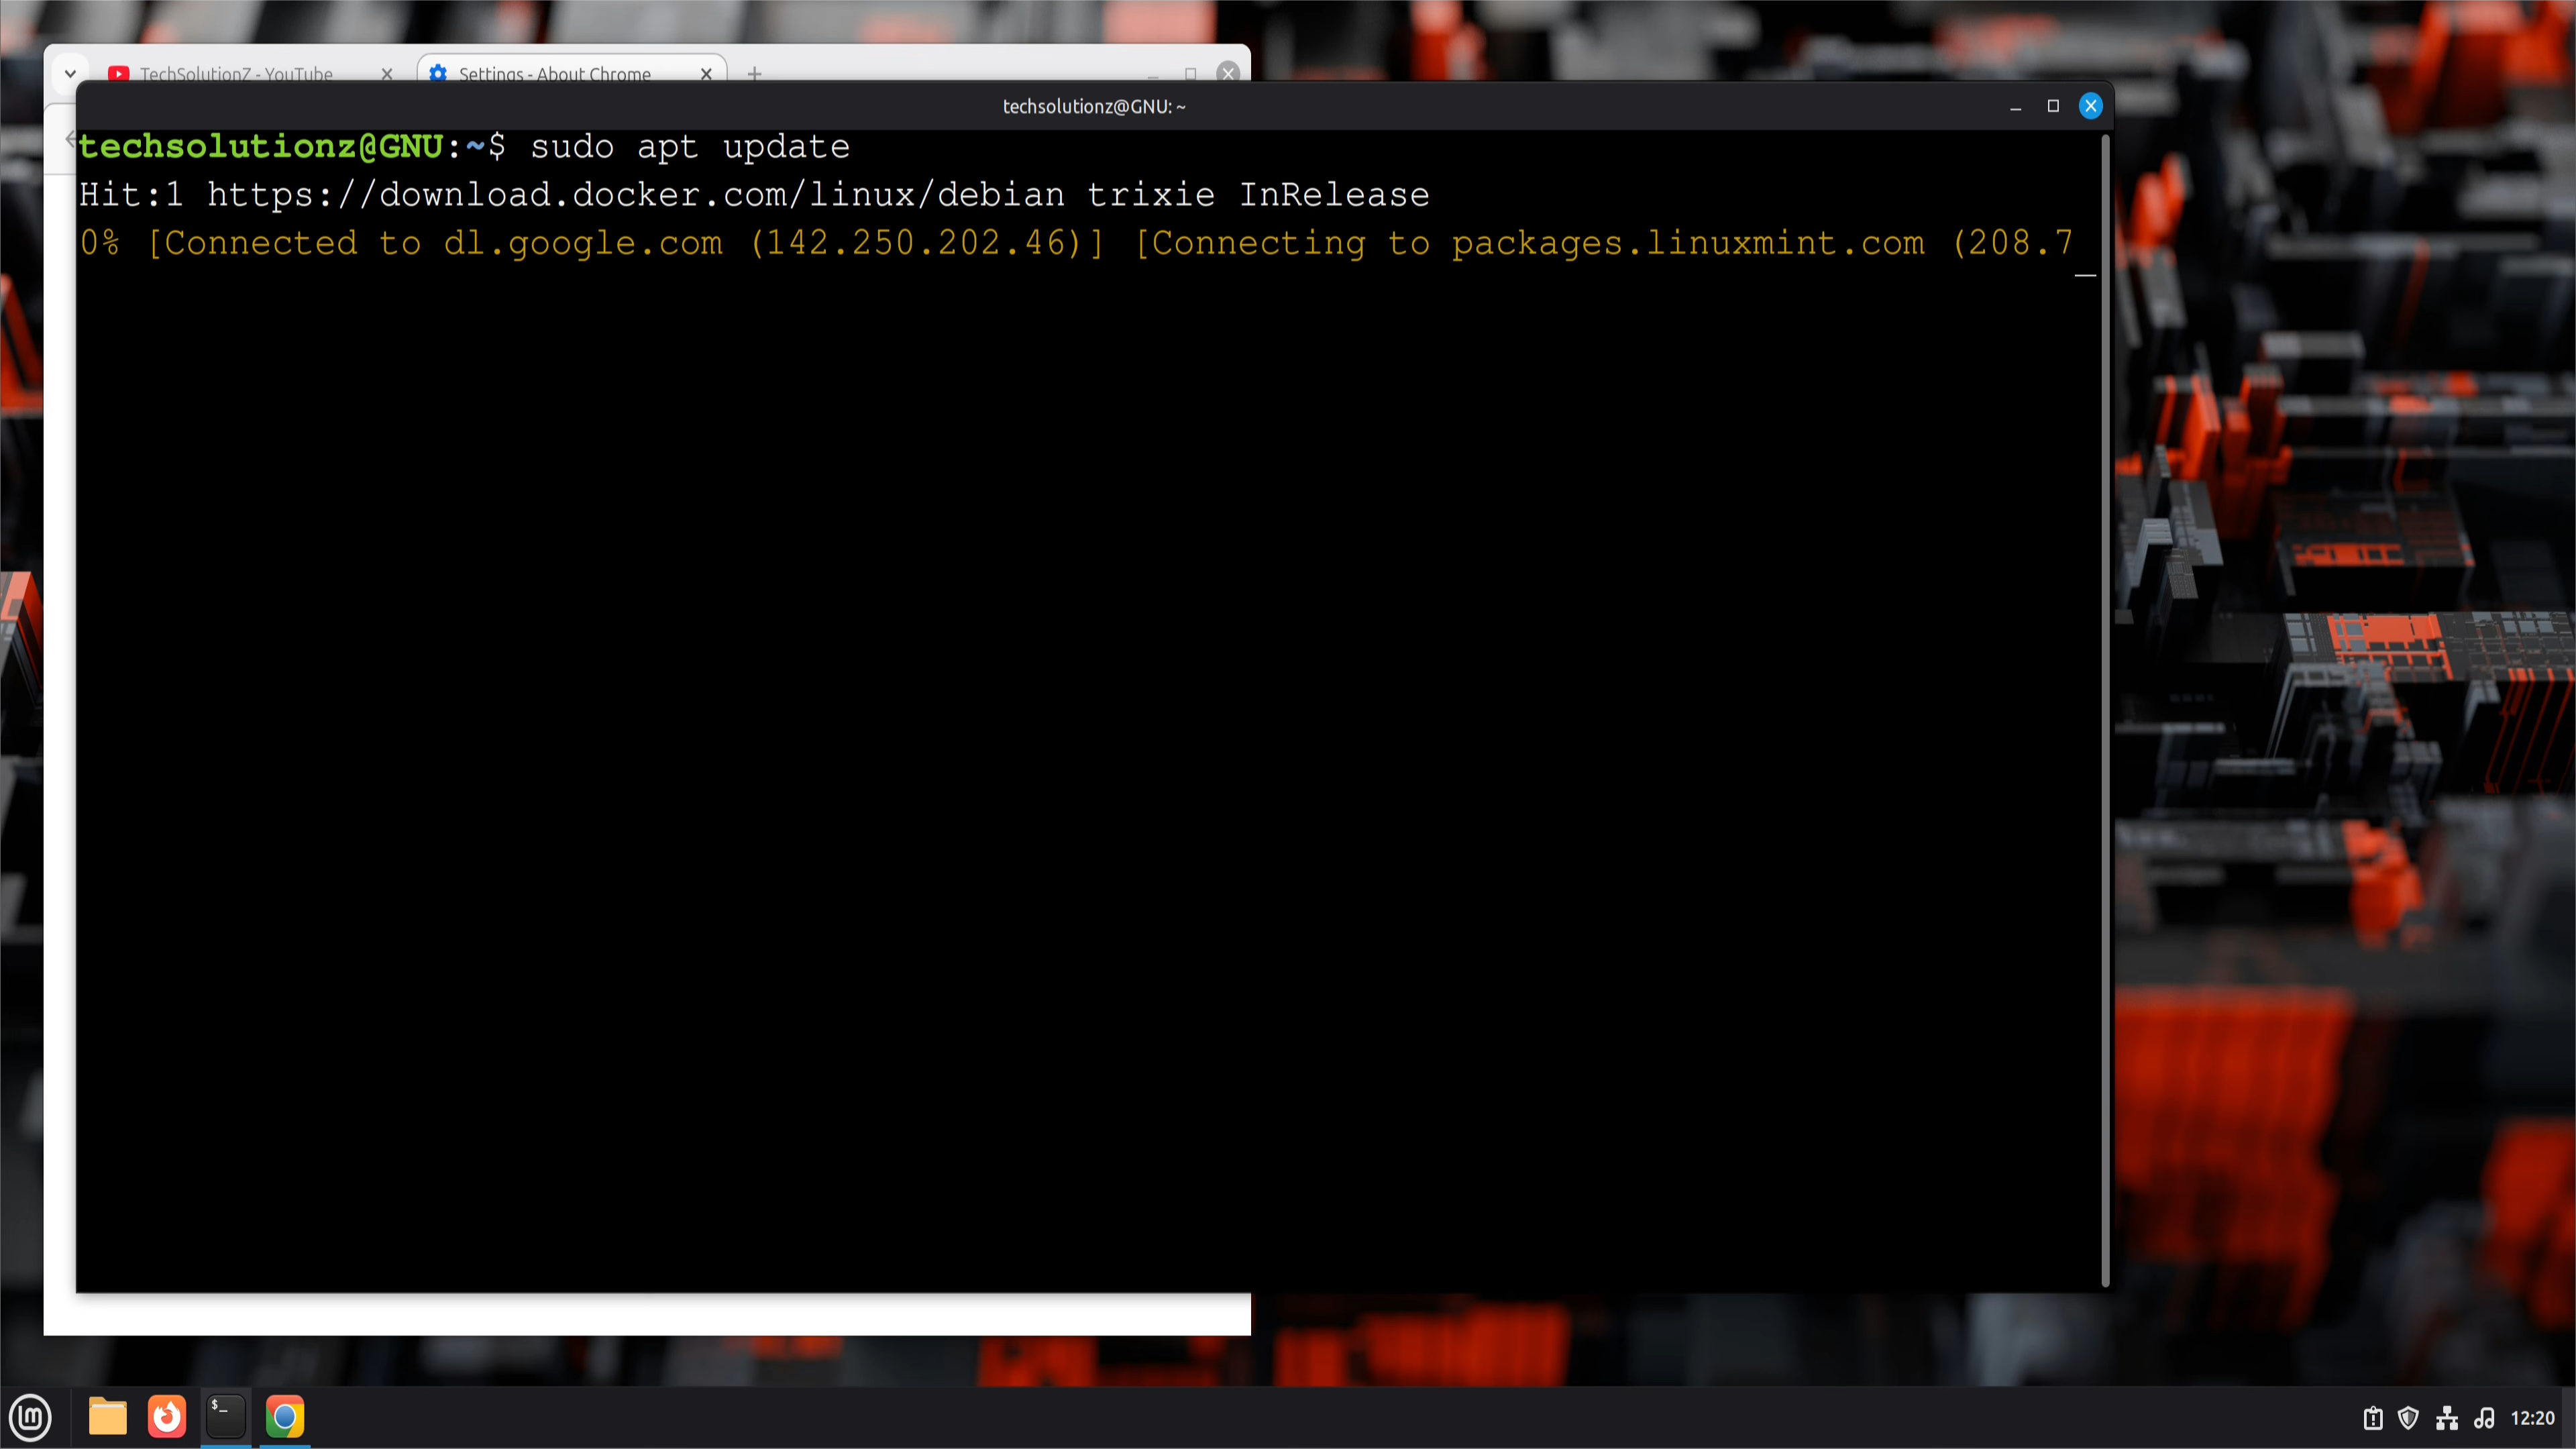 TechSolutionZ - YouTube
Settings - About Chrome
techsolutionz@GNU: ~
techsolutionz@GNU:~$ sudo apt update
Hit:1 https://download.docker.com/linux/debian trixie InRelease
0% [Connected to dl.google.com (142.250.202.46)] [Connecting to packages.linuxmint.com (208.7
$_
12:20